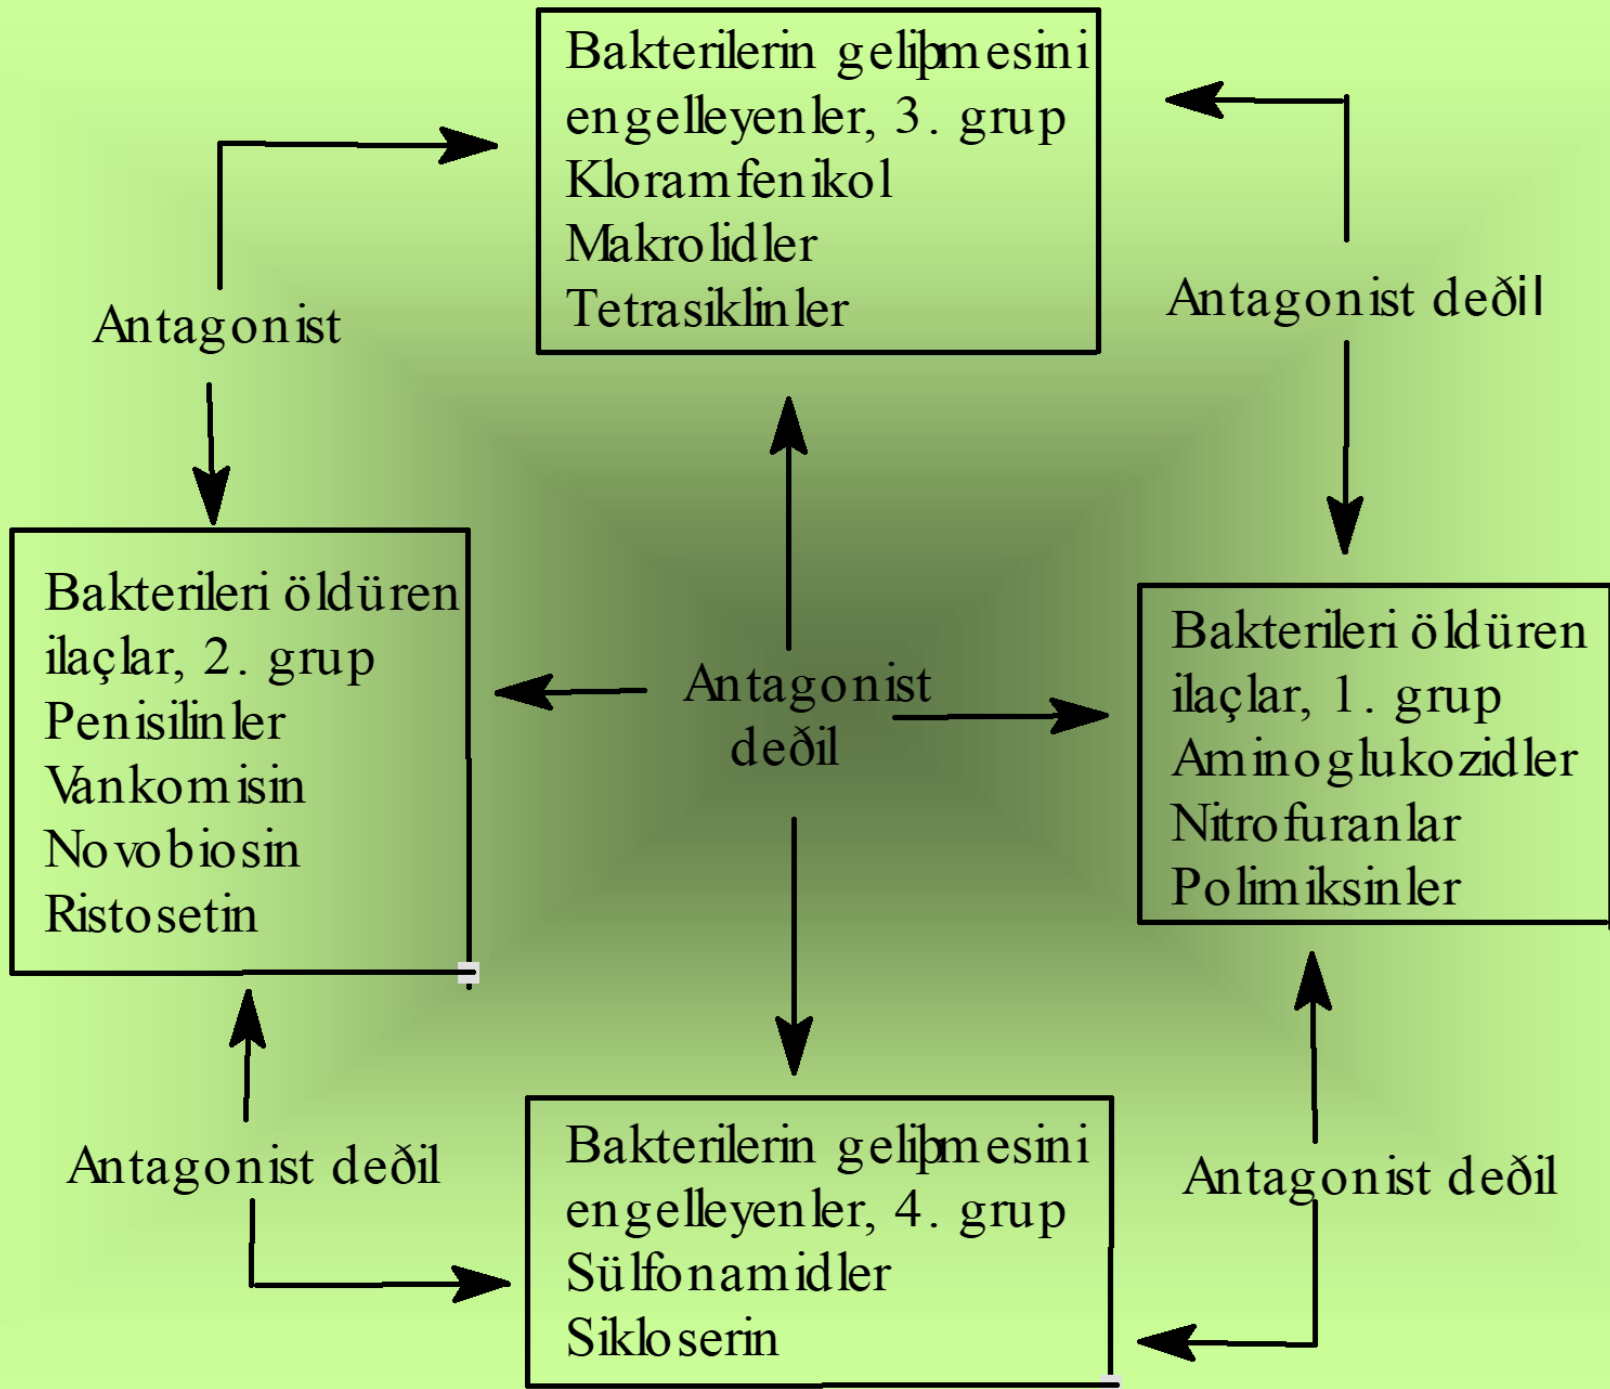 Bakterilerin geliþmesini
engelleyenler, 3. grup
Kloramfenikol
Makrolidler
Tetrasiklinler
Antagonist
Antagonist deðil
Bakterileri öldüren
ilaçlar, 2. grup
Penisilinler
Vankomisin
Novobiosin
Ristosetin
Antagonist
deðil
Bakterileri öldüren
ilaçlar, 1. grup
Aminoglukozidler
Nitrofuranlar
Polimiksinler
Antagonist deðil
Bakterilerin geliþmesini
engelleyenler, 4. grup
Sülfonamidler
Sikloserin
Antagonist deðil